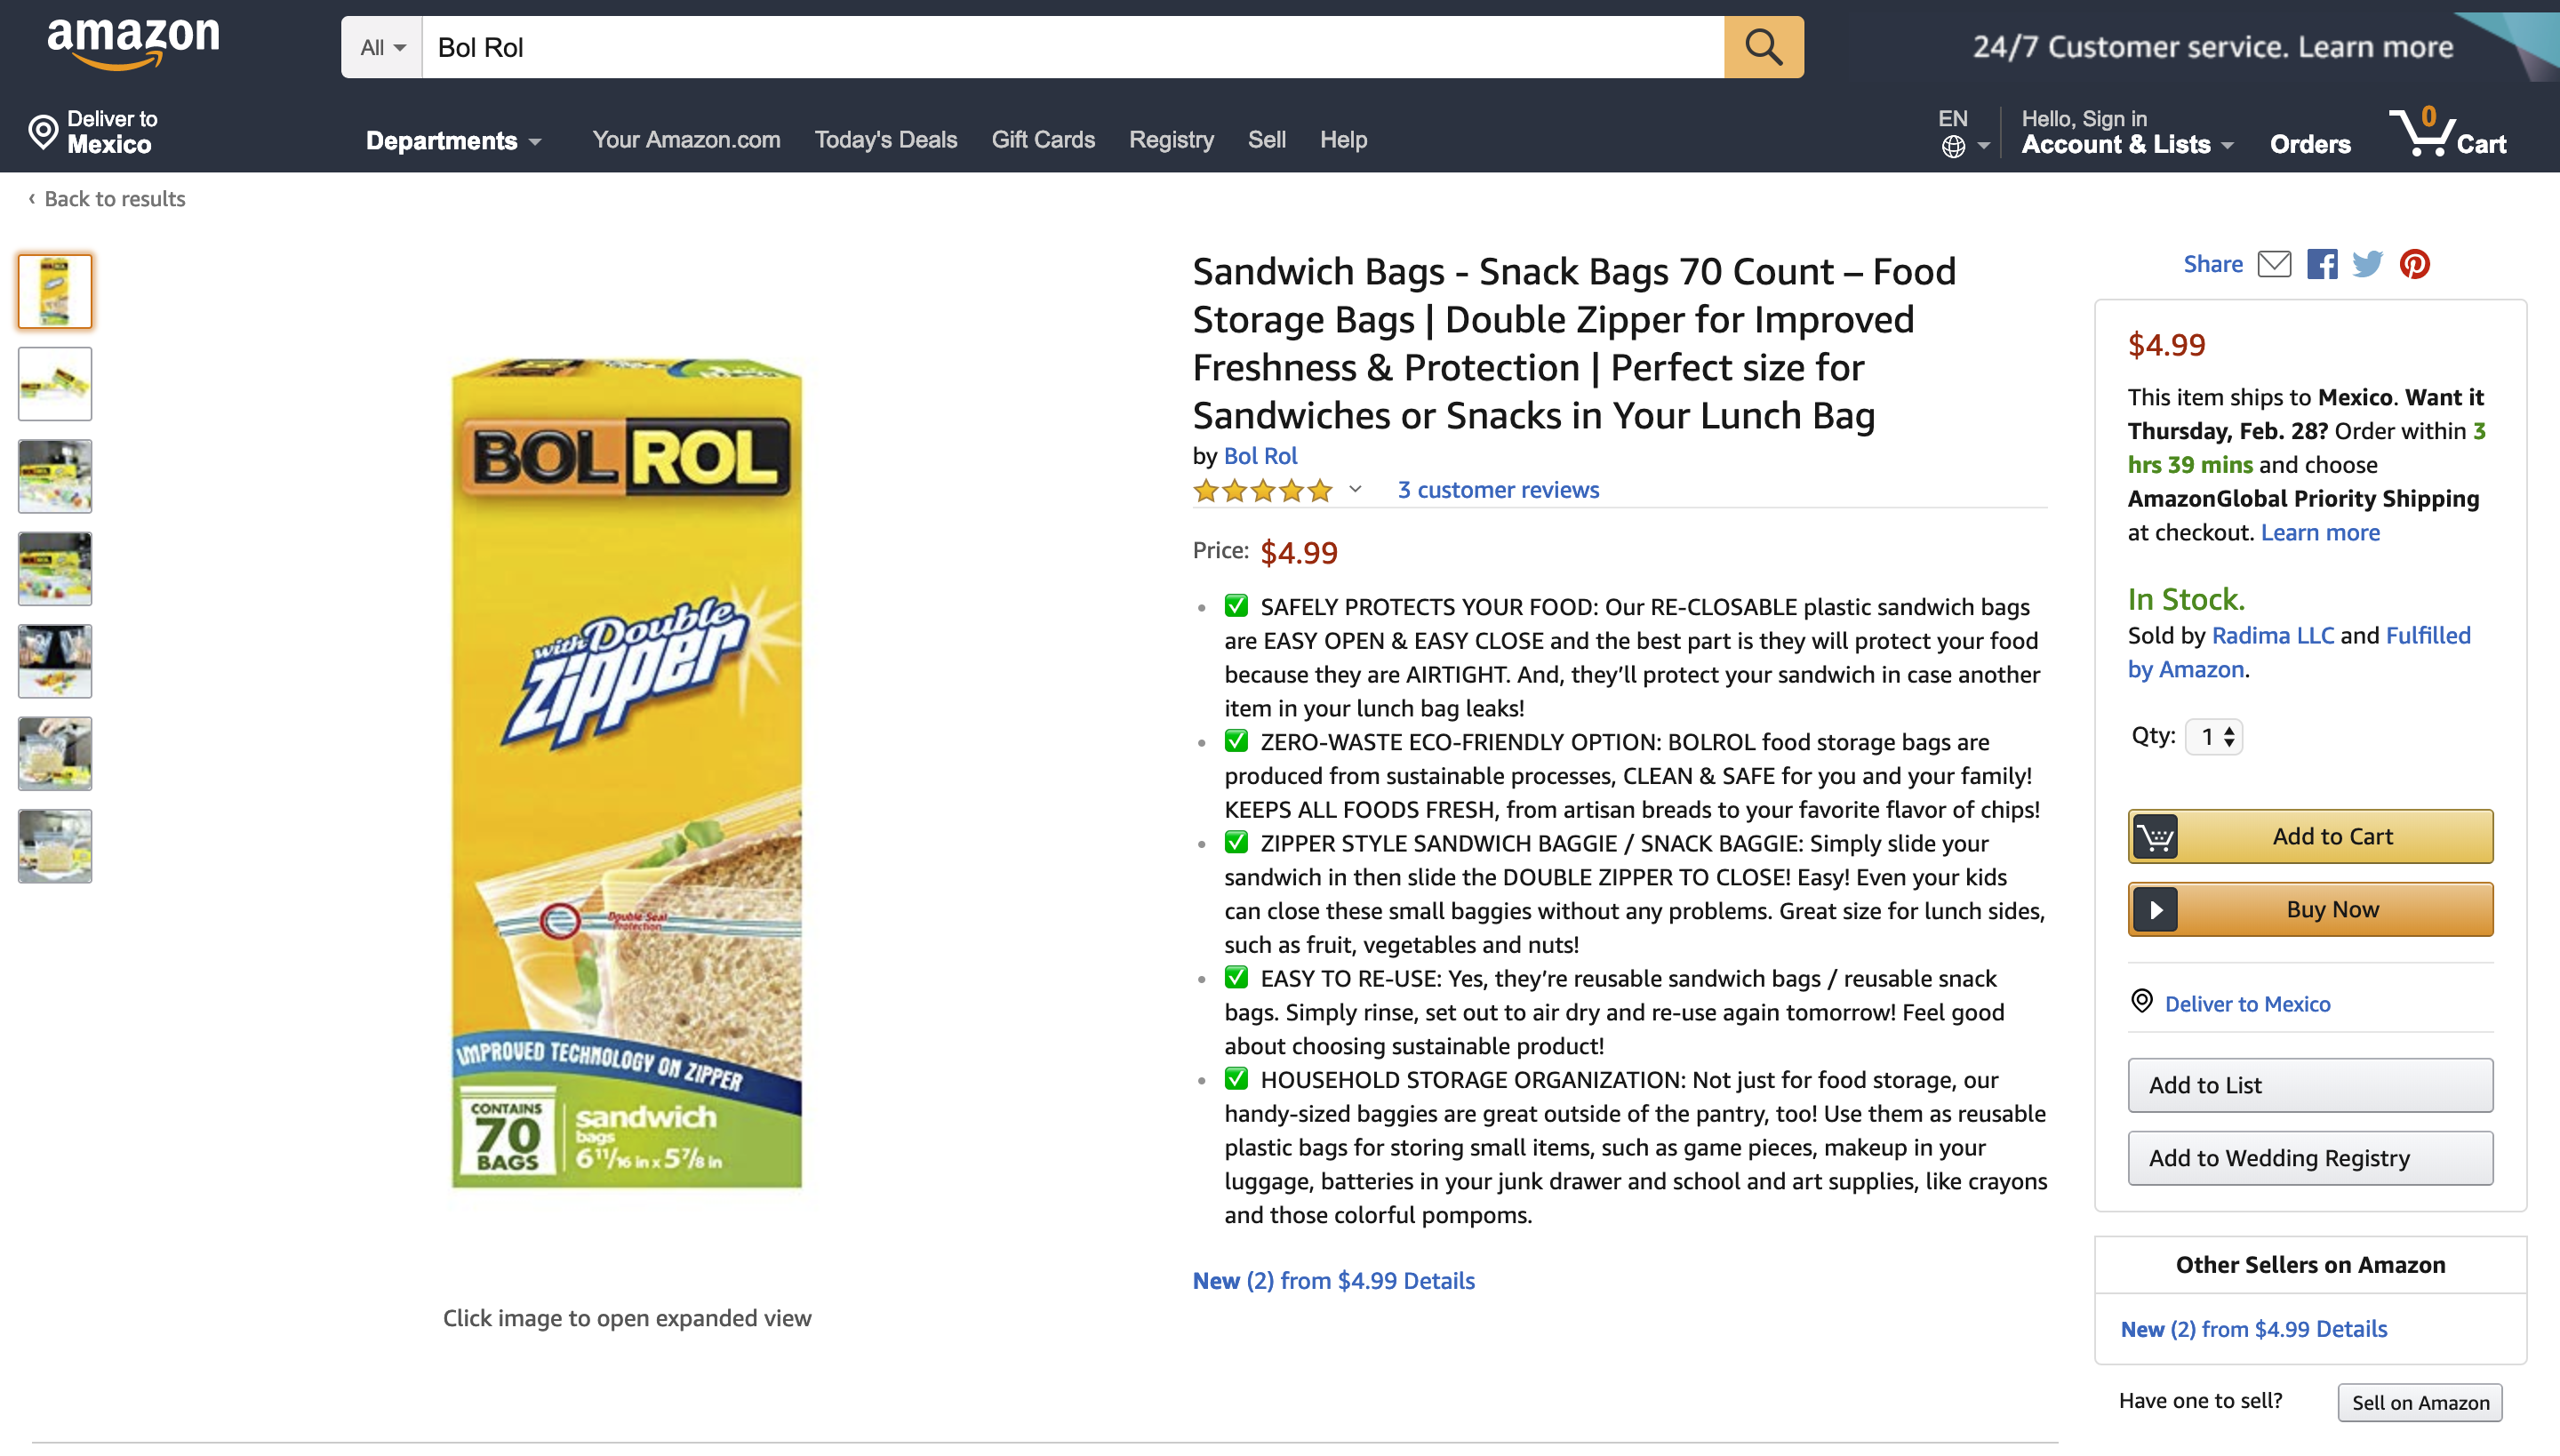 amazon
All
Bol Rol
24/7 Customer service. Learn more
Deliver to
Mexico
Departments
Your Amazon.com
Today's Deals
Gift Cards
Registry
Sell
Help
EN
Hello, Sign in
Account & Lists
Orders
0
Cart
‹ Back to results
BOLROL
with Double
Zipper
Double Seal
Protection
IMPROVED TECHNOLOGY ON ZIPPER
CONTAINS
70
BAGS
sandwich
bags
6 11/16 in x 5 7/8 in
Click image to open expanded view
Sandwich Bags - Snack Bags 70 Count – Food
Storage Bags | Double Zipper for Improved
Freshness & Protection | Perfect size for
Sandwiches or Snacks in Your Lunch Bag
by Bol Rol
3 customer reviews
Price: $4.99
• ✅ SAFELY PROTECTS YOUR FOOD: Our RE-CLOSABLE plastic sandwich bags
are EASY OPEN & EASY CLOSE and the best part is they will protect your food
because they are AIRTIGHT. And, they’ll protect your sandwich in case another
item in your lunch bag leaks!
• ✅ ZERO-WASTE ECO-FRIENDLY OPTION: BOLROL food storage bags are
produced from sustainable processes, CLEAN & SAFE for you and your family!
KEEPS ALL FOODS FRESH, from artisan breads to your favorite flavor of chips!
• ✅ ZIPPER STYLE SANDWICH BAGGIE / SNACK BAGGIE: Simply slide your
sandwich in then slide the DOUBLE ZIPPER TO CLOSE! Easy! Even your kids
can close these small baggies without any problems. Great size for lunch sides,
such as fruit, vegetables and nuts!
• ✅ EASY TO RE-USE: Yes, they’re reusable sandwich bags / reusable snack
bags. Simply rinse, set out to air dry and re-use again tomorrow! Feel good
about choosing sustainable product!
• ✅ HOUSEHOLD STORAGE ORGANIZATION: Not just for food storage, our
handy-sized baggies are great outside of the pantry, too! Use them as reusable
plastic bags for storing small items, such as game pieces, makeup in your
luggage, batteries in your junk drawer and school and art supplies, like crayons
and those colorful pompoms.
New (2) from $4.99 Details
Share
$4.99
This item ships to Mexico. Want it
Thursday, Feb. 28? Order within 3
hrs 39 mins and choose
AmazonGlobal Priority Shipping
at checkout. Learn more
In Stock.
Sold by Radima LLC and Fulfilled
by Amazon.
Qty: 1
Add to Cart
Buy Now
Deliver to Mexico
Add to List
Add to Wedding Registry
Other Sellers on Amazon
New (2) from $4.99 Details
Have one to sell?
Sell on Amazon